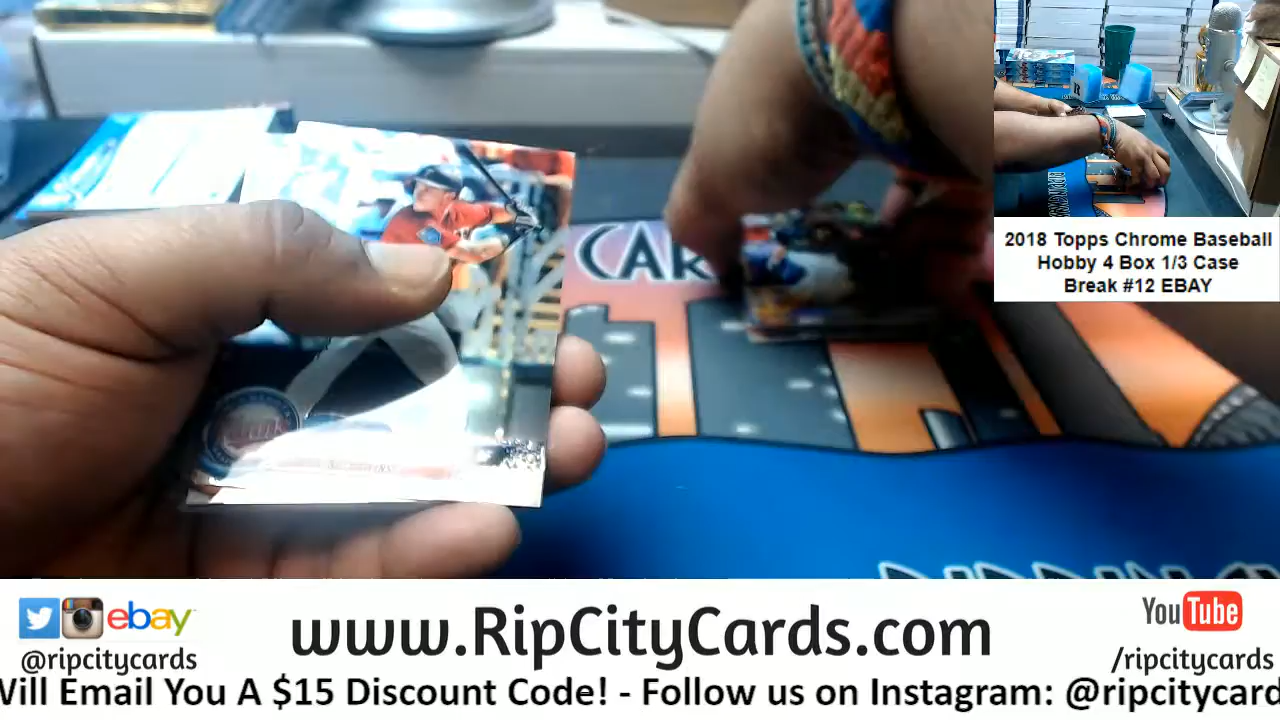 CAR
2018 Topps Chrome Baseball
Hobby 4 Box 1/3 Case
Break #12 EBAY
ebay
@ripcitycards
www.RipCityCards.com
YouTube
/ripcitycards
Will Email You A $15 Discount Code! - Follow us on Instagram: @ripcitycard